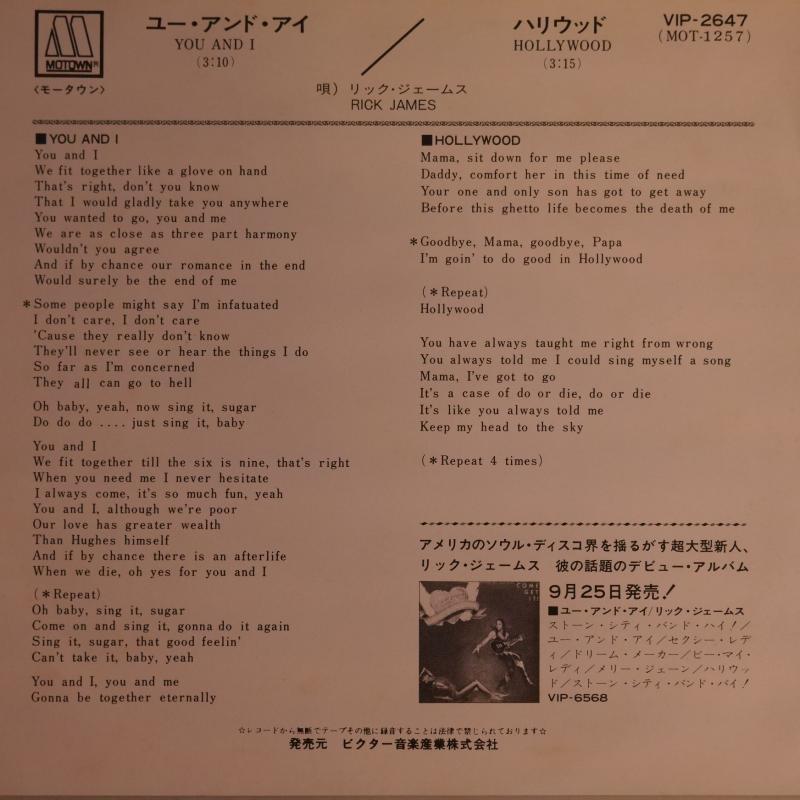 MOTOWN®
〈モータウン〉
ユー・アンド・アイ
YOU AND I
(3:10)
ハリウッド
HOLLYWOOD
(3:15)
VIP-2647
(MOT-1257)
唄) リック・ジェームス
RICK JAMES
■YOU AND I
You and I
We fit together like a glove on hand
That's right, don't you know
That I would gladly take you anywhere
You wanted to go, you and me
We are as close as three part harmony
Wouldn't you agree
And if by chance our romance in the end
Would surely be the end of me
*Some people might say I'm infatuated
I don't care, I don't care
'Cause they really don't know
They'll never see or hear the things I do
So far as I'm concerned
They all can go to hell
Oh baby, yeah, now sing it, sugar
Do do do .... just sing it, baby
You and I
We fit together till the six is nine, that's right
When you need me I never hesitate
I always come, it's so much fun, yeah
You and I, although we're poor
Our love has greater wealth
Than Hughes himself
And if by chance there is an afterlife
When we die, oh yes for you and I
(*Repeat)
Oh baby, sing it, sugar
Come on and sing it, gonna do it again
Sing it, sugar, that good feelin'
Can't take it, baby, yeah
You and I, you and me
Gonna be together eternally
■HOLLYWOOD
Mama, sit down for me please
Daddy, comfort her in this time of need
Your one and only son has got to get away
Before this ghetto life becomes the death of me
*Goodbye, Mama, goodbye, Papa
I'm goin' to do good in Hollywood
(*Repeat)
Hollywood
You have always taught me right from wrong
You always told me I could sing myself a song
Mama, I've got to go
It's a case of do or die, do or die
It's like you always told me
Keep my head to the sky
(*Repeat 4 times)
アメリカのソウル・ディスコ界を揺るがす超大型新人、
リック・ジェームス 彼の話題のデビュー・アルバム
COME
GET
IT!
9月25日発売!
■ユー・アンド・アイ/リック・ジェームス
ストーン・シティ・バンド・ハイ!/
ユー・アンド・アイ/セクシー・レデ
ィ/ドリーム・メーカー/ビー・マイ・
レディ/メリー・ジェーン/ハリウッ
ド/ストーン・シティ・バンド・バイ!
VIP-6568
☆レコードから無断でテープその他に録音することは法律で禁じられております☆
発売元 ビクター音楽産業株式会社